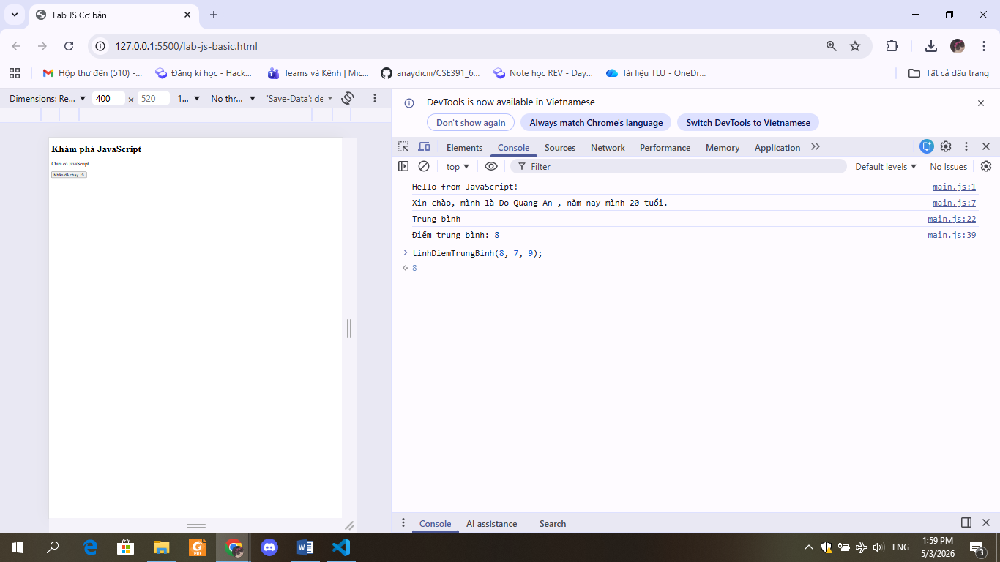 Lab JS Cơ bản
127.0.0.1:5500/lab-js-basic.html
Hộp thư đến (510) -... Đăng kí học - Hack... Teams và Kênh | Mic... anaydiciii/CSE391_6... Note học REV - Day... Tài liệu TLU - OneDr... Tất cả dấu trang
Dimensions: Re... 400 × 520 1... No thr... 'Save-Data': de
DevTools is now available in Vietnamese
Don't show again Always match Chrome's language Switch DevTools to Vietnamese
Elements Console Sources Network Performance Memory Application
top Filter Default levels No Issues
Khám phá JavaScript
Chưa có JavaScript...
Nhấn để chạy JS
Hello from JavaScript! main.js:1
Xin chào, mình là Do Quang An , năm nay mình 20 tuổi. main.js:7
Trung bình main.js:22
Điểm trung bình: 8 main.js:39
> tinhDiemTrungBinh(8, 7, 9);
8
Console AI assistance Search
ENG
1:59 PM
5/3/2026
3
PDF